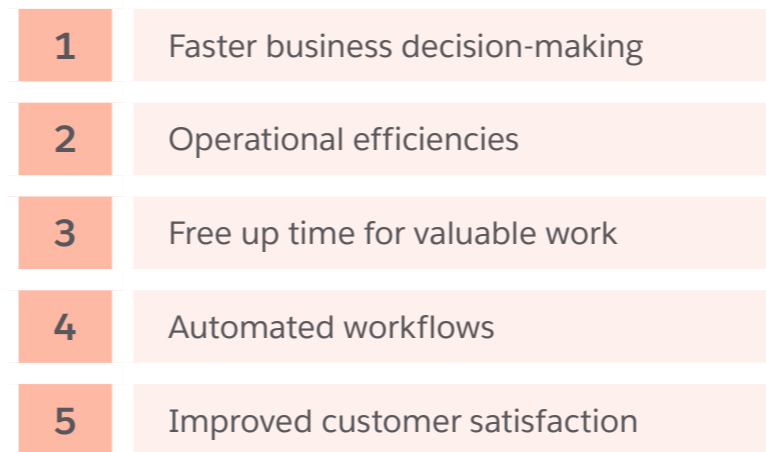 1 Faster business decision-making
2 Operational efficiencies
3 Free up time for valuable work
4 Automated workflows
5 Improved customer satisfaction